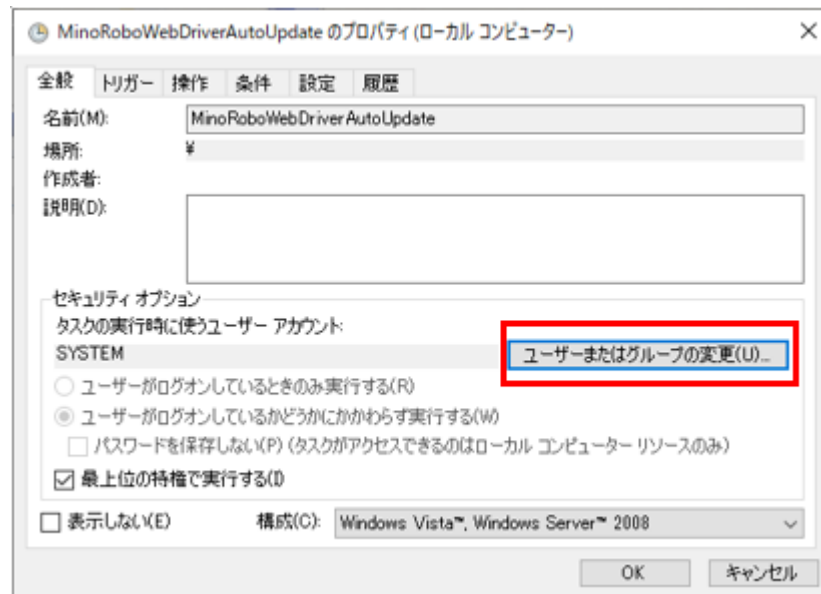 MinoRoboWebDriverAutoUpdate のプロパティ (ローカル コンピューター)
全般 トリガー 操作 条件 設定 履歴
名前(M): MinoRoboWebDriverAutoUpdate
場所: ¥
作成者:
説明(D):
セキュリティ オプション
タスクの実行時に使うユーザー アカウント:
SYSTEM ユーザーまたはグループの変更(U)...
ユーザーがログオンしているときのみ実行する(R)
ユーザーがログオンしているかどうかにかかわらず実行する(W)
パスワードを保存しない(P) (タスクがアクセスできるのはローカル コンピューター リソースのみ)
最上位の特権で実行する(I)
表示しない(E) 構成(C): Windows Vista™, Windows Server™ 2008
OK キャンセル